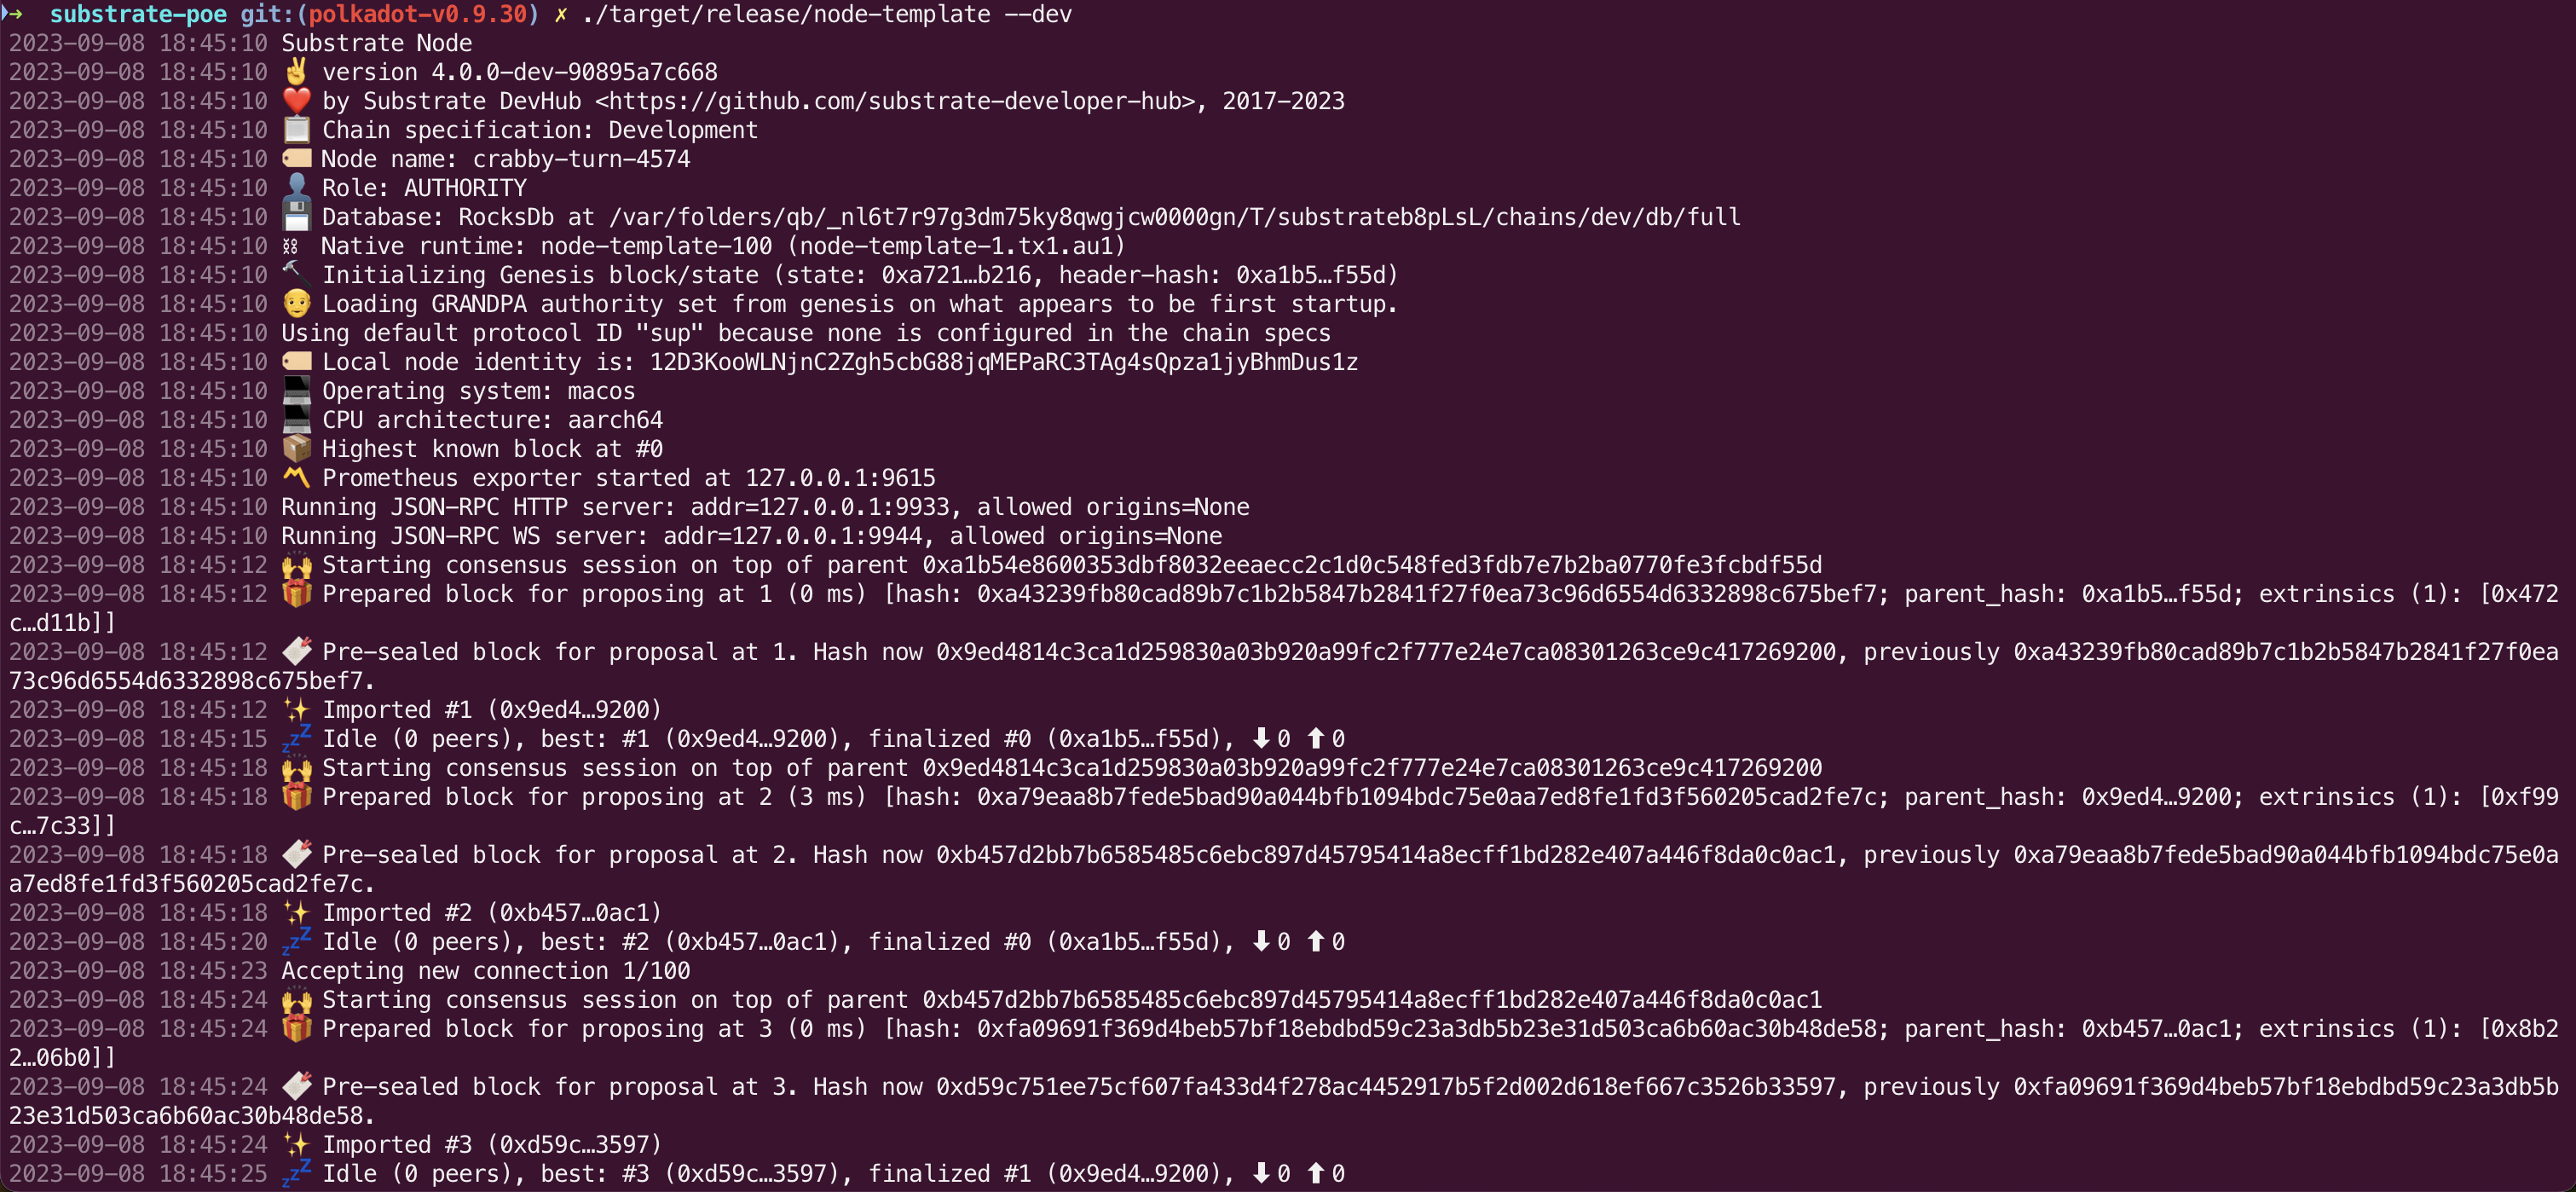 ➜  substrate-poe git:(polkadot-v0.9.30) ✗ ./target/release/node-template --dev
2023-09-08 18:45:10 Substrate Node
2023-09-08 18:45:10 ✌️ version 4.0.0-dev-90895a7c668
2023-09-08 18:45:10 ❤️ by Substrate DevHub <https://github.com/substrate-developer-hub>, 2017-2023
2023-09-08 18:45:10 📋 Chain specification: Development
2023-09-08 18:45:10 🏷 Node name: crabby-turn-4574
2023-09-08 18:45:10 👤 Role: AUTHORITY
2023-09-08 18:45:10 💾 Database: RocksDb at /var/folders/qb/_nl6t7r97g3dm75ky8qwgjcw0000gn/T/substrateb8pLsL/chains/dev/db/full
2023-09-08 18:45:10 ⛓ Native runtime: node-template-100 (node-template-1.tx1.au1)
2023-09-08 18:45:10 🔨 Initializing Genesis block/state (state: 0xa721…b216, header-hash: 0xa1b5…f55d)
2023-09-08 18:45:10 👴 Loading GRANDPA authority set from genesis on what appears to be first startup.
2023-09-08 18:45:10 Using default protocol ID "sup" because none is configured in the chain specs
2023-09-08 18:45:10 🏷 Local node identity is: 12D3KooWLNjnC2Zgh5cbG88jqMEPaRC3TAg4sQpza1jyBhmDus1z
2023-09-08 18:45:10 💻 Operating system: macos
2023-09-08 18:45:10 💻 CPU architecture: aarch64
2023-09-08 18:45:10 📦 Highest known block at #0
2023-09-08 18:45:10 〽️ Prometheus exporter started at 127.0.0.1:9615
2023-09-08 18:45:10 Running JSON-RPC HTTP server: addr=127.0.0.1:9933, allowed origins=None
2023-09-08 18:45:10 Running JSON-RPC WS server: addr=127.0.0.1:9944, allowed origins=None
2023-09-08 18:45:12 🙌 Starting consensus session on top of parent 0xa1b54e8600353dbf8032eeaecc2c1d0c548fed3fdb7e7b2ba0770fe3fcbdf55d
2023-09-08 18:45:12 🎁 Prepared block for proposing at 1 (0 ms) [hash: 0xa43239fb80cad89b7c1b2b5847b2841f27f0ea73c96d6554d6332898c675bef7; parent_hash: 0xa1b5…f55d; extrinsics (1): [0x472
c…d11b]]
2023-09-08 18:45:12 🔖 Pre-sealed block for proposal at 1. Hash now 0x9ed4814c3ca1d259830a03b920a99fc2f777e24e7ca08301263ce9c417269200, previously 0xa43239fb80cad89b7c1b2b5847b2841f27f0ea
73c96d6554d6332898c675bef7.
2023-09-08 18:45:12 ✨ Imported #1 (0x9ed4…9200)
2023-09-08 18:45:15 💤 Idle (0 peers), best: #1 (0x9ed4…9200), finalized #0 (0xa1b5…f55d), ⬇ 0 ⬆ 0
2023-09-08 18:45:18 🙌 Starting consensus session on top of parent 0x9ed4814c3ca1d259830a03b920a99fc2f777e24e7ca08301263ce9c417269200
2023-09-08 18:45:18 🎁 Prepared block for proposing at 2 (3 ms) [hash: 0xa79eaa8b7fede5bad90a044bfb1094bdc75e0aa7ed8fe1fd3f560205cad2fe7c; parent_hash: 0x9ed4…9200; extrinsics (1): [0xf99
c…7c33]]
2023-09-08 18:45:18 🔖 Pre-sealed block for proposal at 2. Hash now 0xb457d2bb7b6585485c6ebc897d45795414a8ecff1bd282e407a446f8da0c0ac1, previously 0xa79eaa8b7fede5bad90a044bfb1094bdc75e0a
a7ed8fe1fd3f560205cad2fe7c.
2023-09-08 18:45:18 ✨ Imported #2 (0xb457…0ac1)
2023-09-08 18:45:20 💤 Idle (0 peers), best: #2 (0xb457…0ac1), finalized #0 (0xa1b5…f55d), ⬇ 0 ⬆ 0
2023-09-08 18:45:23 Accepting new connection 1/100
2023-09-08 18:45:24 🙌 Starting consensus session on top of parent 0xb457d2bb7b6585485c6ebc897d45795414a8ecff1bd282e407a446f8da0c0ac1
2023-09-08 18:45:24 🎁 Prepared block for proposing at 3 (0 ms) [hash: 0xfa09691f369d4beb57bf18ebdbd59c23a3db5b23e31d503ca6b60ac30b48de58; parent_hash: 0xb457…0ac1; extrinsics (1): [0x8b2
2…06b0]]
2023-09-08 18:45:24 🔖 Pre-sealed block for proposal at 3. Hash now 0xd59c751ee75cf607fa433d4f278ac4452917b5f2d002d618ef667c3526b33597, previously 0xfa09691f369d4beb57bf18ebdbd59c23a3db5b
23e31d503ca6b60ac30b48de58.
2023-09-08 18:45:24 ✨ Imported #3 (0xd59c…3597)
2023-09-08 18:45:25 💤 Idle (0 peers), best: #3 (0xd59c…3597), finalized #1 (0x9ed4…9200), ⬇ 0 ⬆ 0